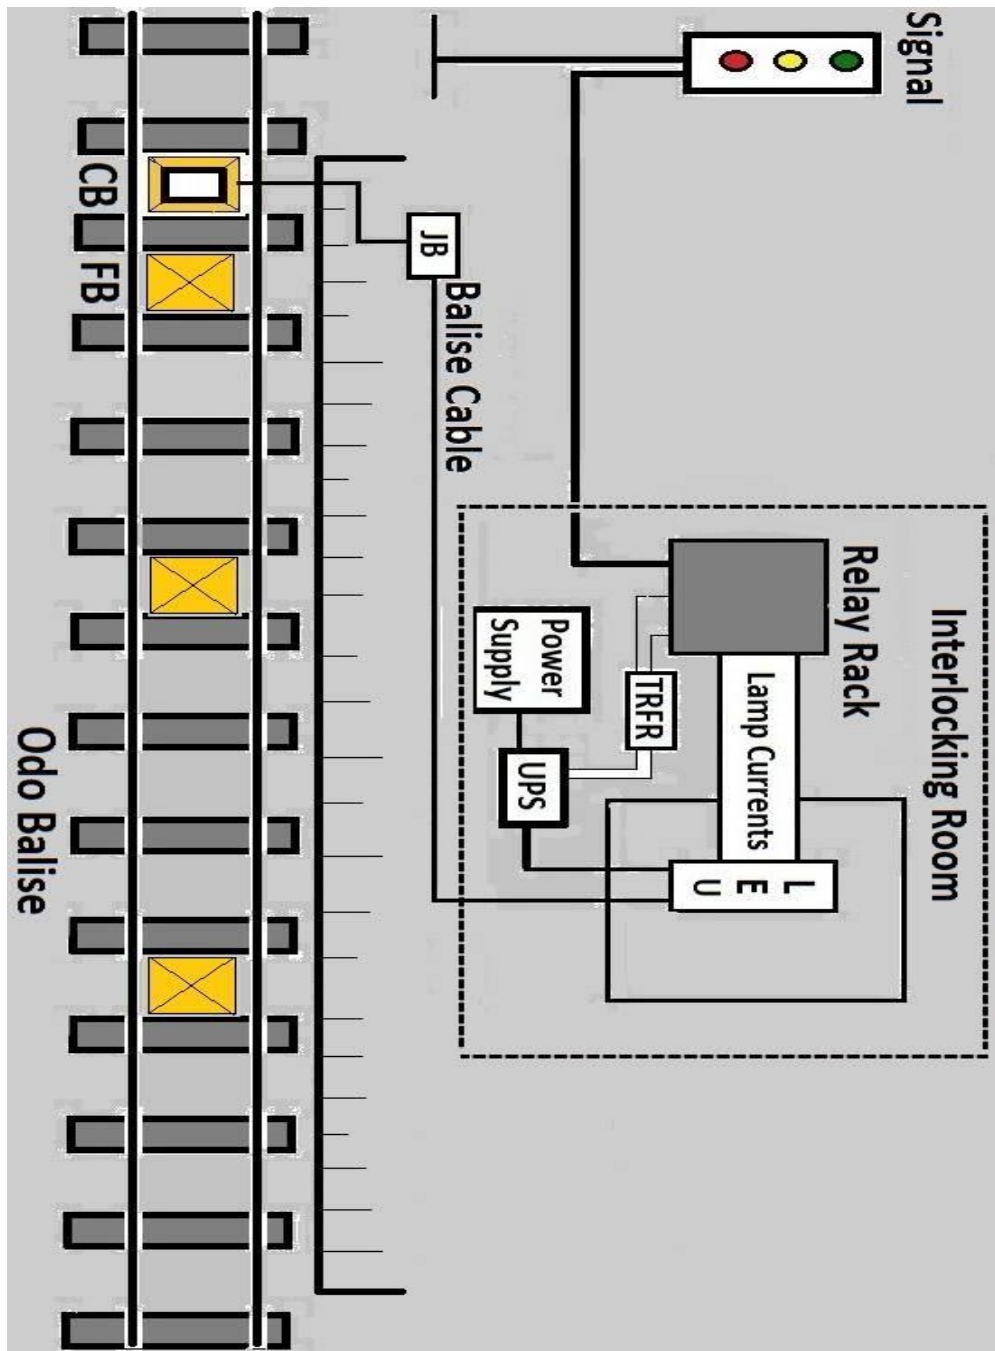 Signal
CB
FB
JB
Balise Cable
Interlocking Room
Relay Rack
Lamp Currents
TRFR
Power
Supply
UPS
L
E
U
Odo Balise